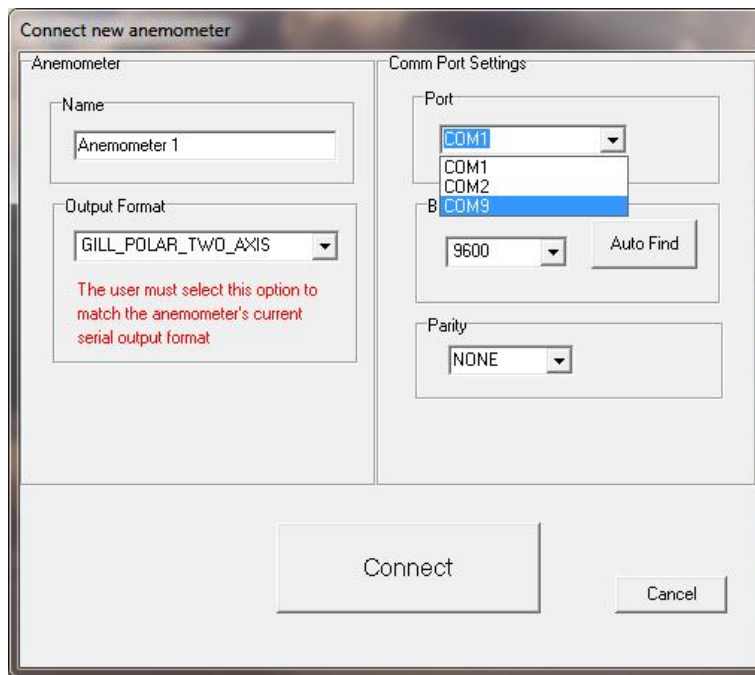 Connect new anemometer
Anemometer
Name
Anemometer 1
Output Format
GILL_POLAR_TWO_AXIS
The user must select this option to
match the anemometer's current
serial output format
Comm Port Settings
Port
COM1
COM1
COM2
COM9
B
9600
Auto Find
Parity
NONE
Connect
Cancel